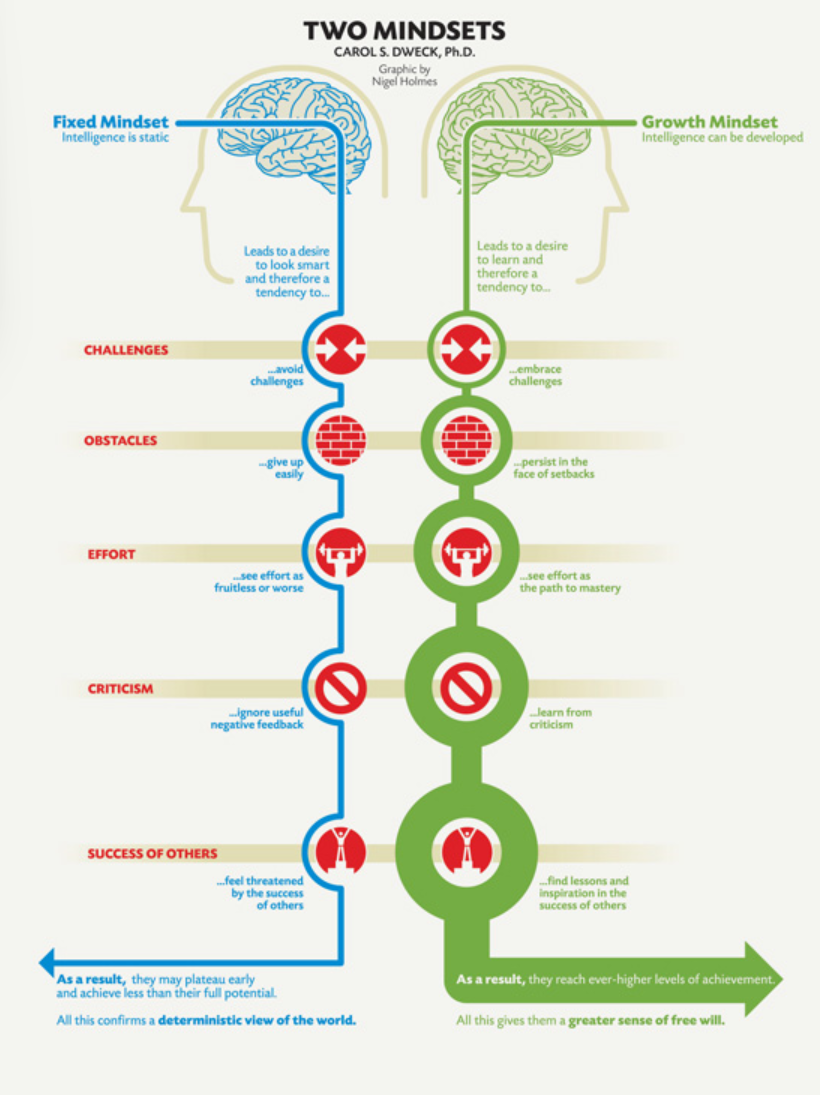 TWO MINDSETS
CAROL S. DWECK, Ph.D.
Graphic by
Nigel Holmes
Fixed Mindset
Intelligence is static
Growth Mindset
Intelligence can be developed
Leads to a desire
to look smart
and therefore a
tendency to...
Leads to a desire
to learn and
therefore a
tendency to...
CHALLENGES
...avoid
challenges
...embrace
challenges
OBSTACLES
...give up
easily
...persist in the
face of setbacks
EFFORT
...see effort as
fruitless or worse
...see effort as
the path to mastery
CRITICISM
...ignore useful
negative feedback
...learn from
criticism
SUCCESS OF OTHERS
...feel threatened
by the success
of others
...find lessons and
inspiration in the
success of others
As a result, they may plateau early
and achieve less than their full potential.
All this confirms a deterministic view of the world.
As a result, they reach ever-higher levels of achievement.
All this gives them a greater sense of free will.